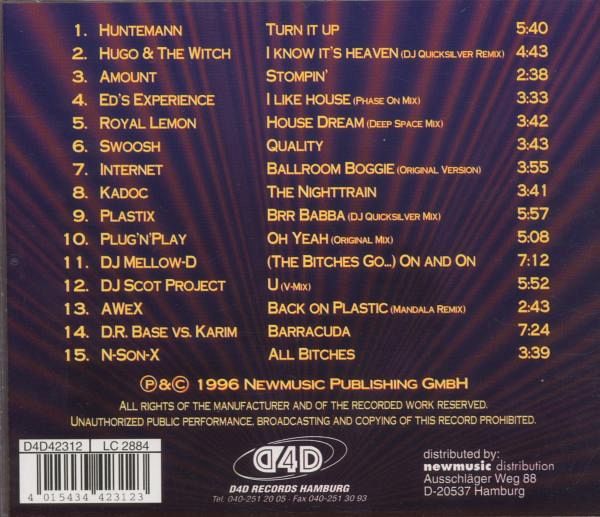 1. HUNTEMANN TURN IT UP 5:40
2. HUGO & THE WITCH I KNOW IT'S HEAVEN (DJ QUICKSILVER REMIX) 4:43
3. AMOUNT STOMPIN' 2:38
4. ED'S EXPERIENCE I LIKE HOUSE (PHASE ON MIX) 3:33
5. ROYAL LEMON HOUSE DREAM (DEEP SPACE MIX) 3:42
6. SWOOSH QUALITY 3:43
7. INTERNET BALLROOM BOGGIE (ORIGINAL VERSION) 3:55
8. KADOC THE NIGHTTRAIN 3:41
9. PLASTIX BRR BABBA (DJ QUICKSILVER MIX) 5:57
10. PLUG'N'PLAY OH YEAH (ORIGINAL MIX) 5:08
11. DJ MELLOW-D (THE BITCHES GO...) ON AND ON 7:12
12. DJ SCOT PROJECT U (V-MIX) 5:52
13. AWEX BACK ON PLASTIC (MANDALA REMIX) 2:43
14. D.R. BASE VS. KARIM BARRACUDA 7:24
15. N-SON-X ALL BITCHES 3:39
Ⓟ&© 1996 NEWMUSIC PUBLISHING GMBH
ALL RIGHTS OF THE MANUFACTURER AND OF THE RECORDED WORK RESERVED.
UNAUTHORIZED PUBLIC PERFORMANCE, BROADCASTING AND COPYING OF THIS RECORD PROHIBITED.
D4D42312 LC 2884
4 015434 423123
D4D
D4D RECORDS HAMBURG
Tel. 040-251 20 05 - Fax 040-251 30 93
distributed by:
newmusic distribution
Ausschläger Weg 88
D-20537 Hamburg